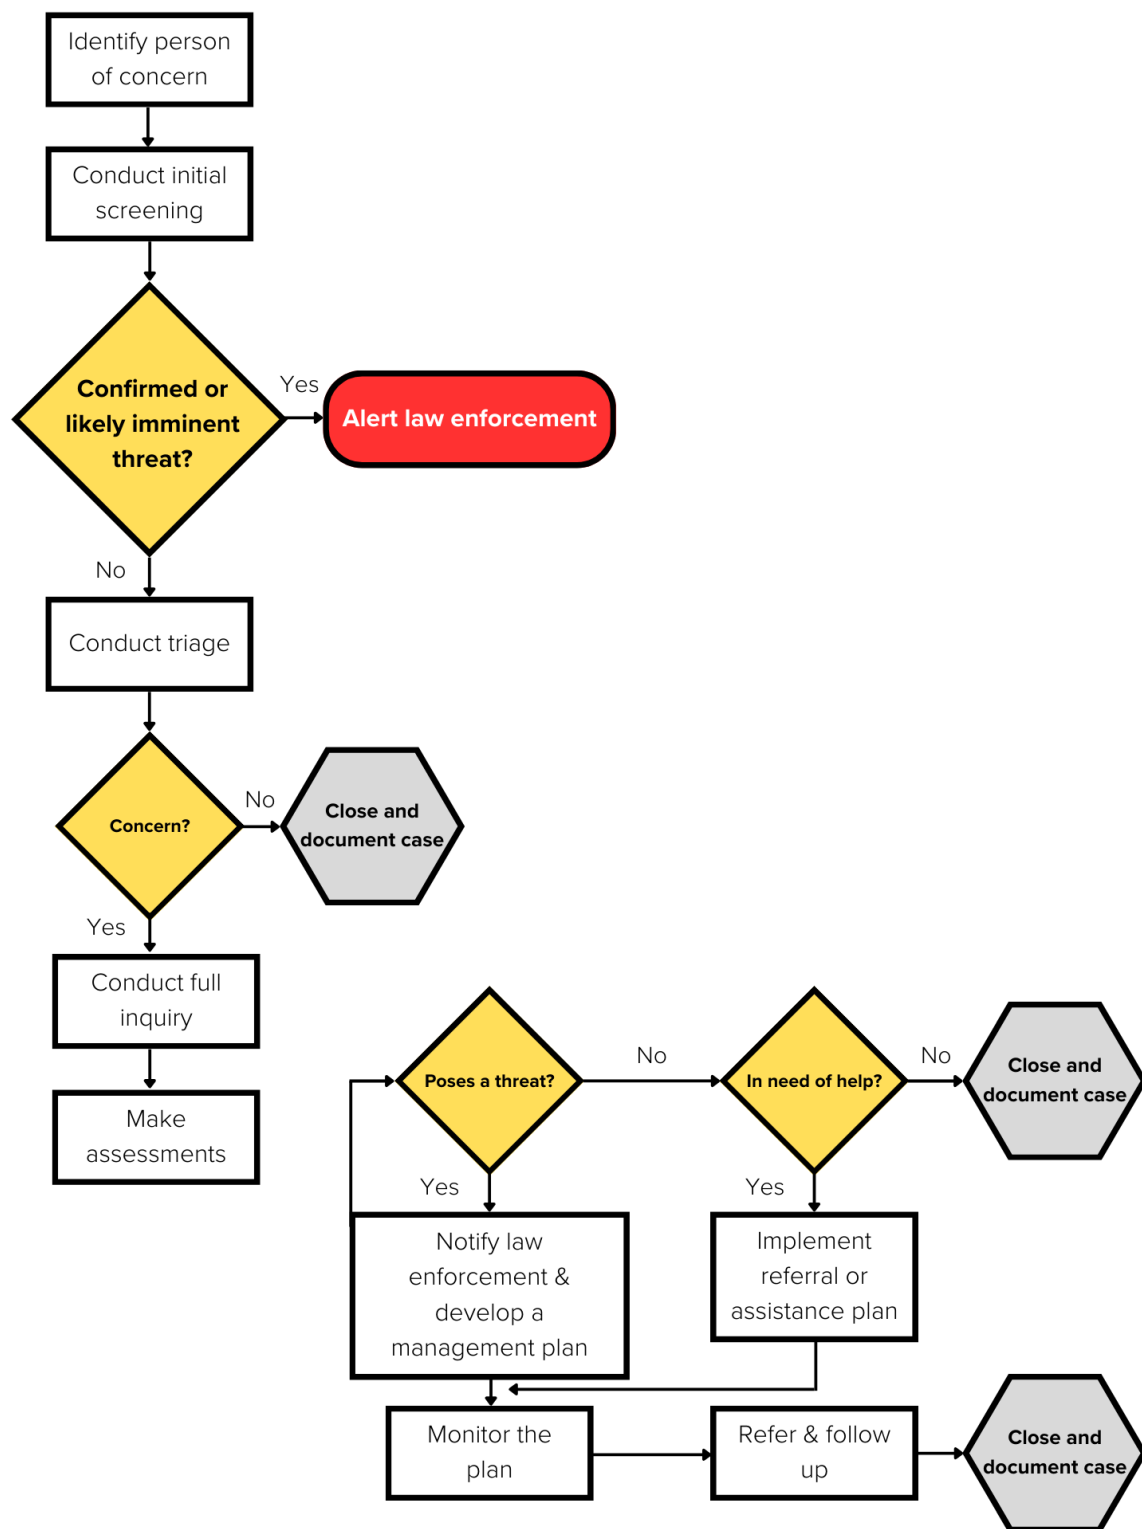 Identify person
of concern
Conduct initial
screening
Confirmed or
likely imminent
threat?
Yes
Alert law enforcement
No
Conduct triage
Concern?
No
Close and
document case
Yes
Conduct full
inquiry
Make
assessments
Poses a threat?
No
In need of help?
No
Close and
document case
Yes
Notify law
enforcement &
develop a
management plan
Yes
Implement
referral or
assistance plan
Monitor the
plan
Refer & follow
up
Close and
document case